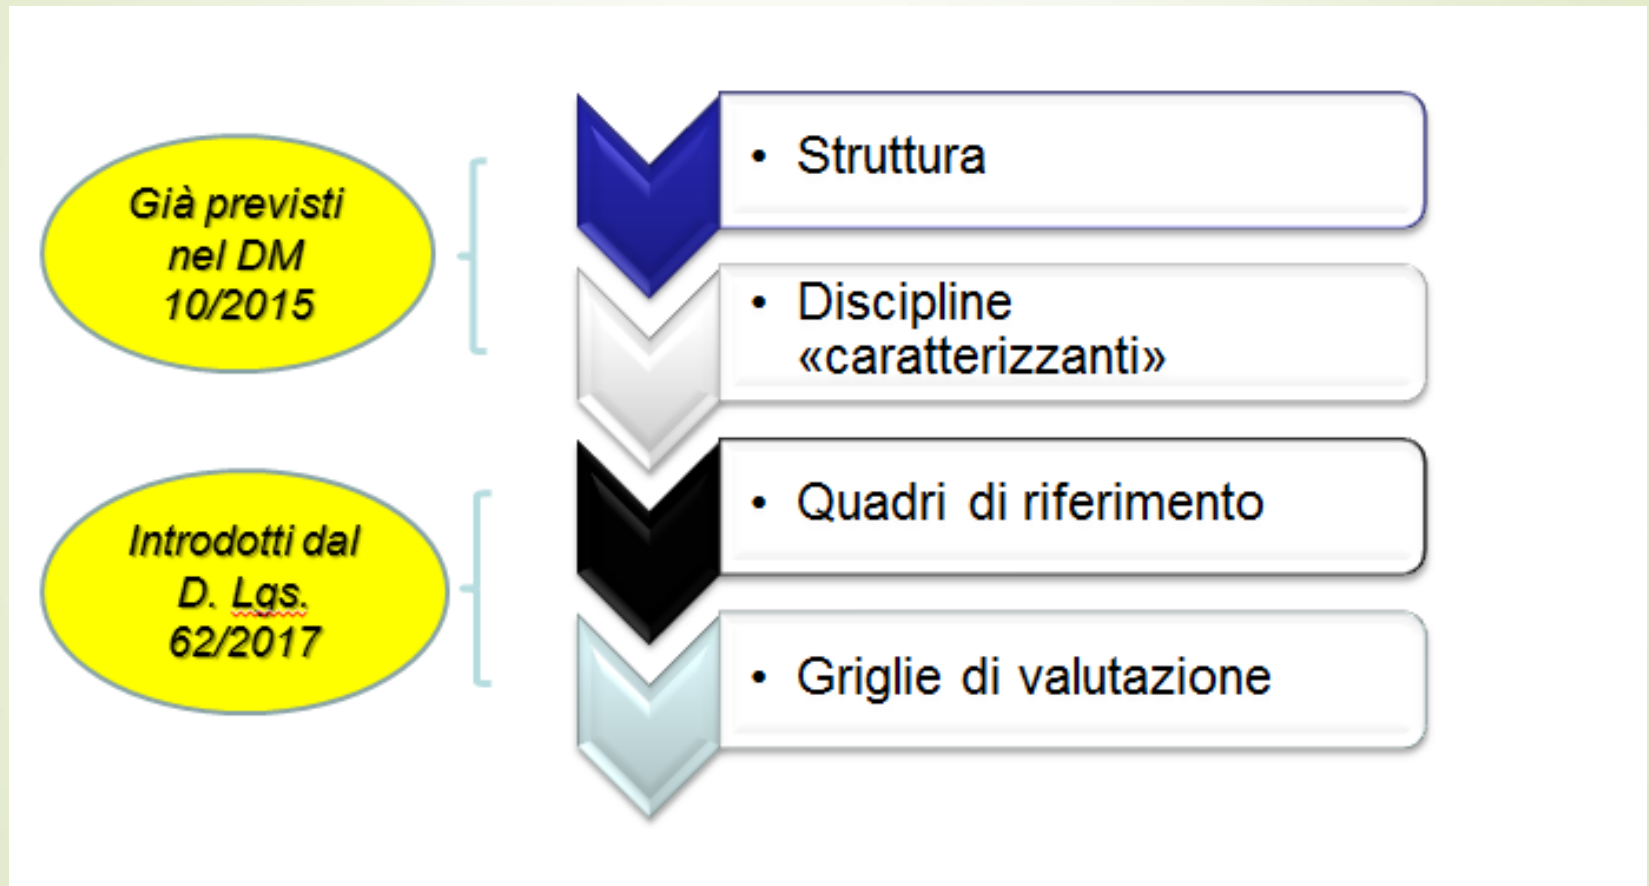 Già previsti
nel DM
10/2015
• Struttura
• Discipline
«caratterizzanti»
Introdotti dal
D. Lgs.
62/2017
• Quadri di riferimento
• Griglie di valutazione